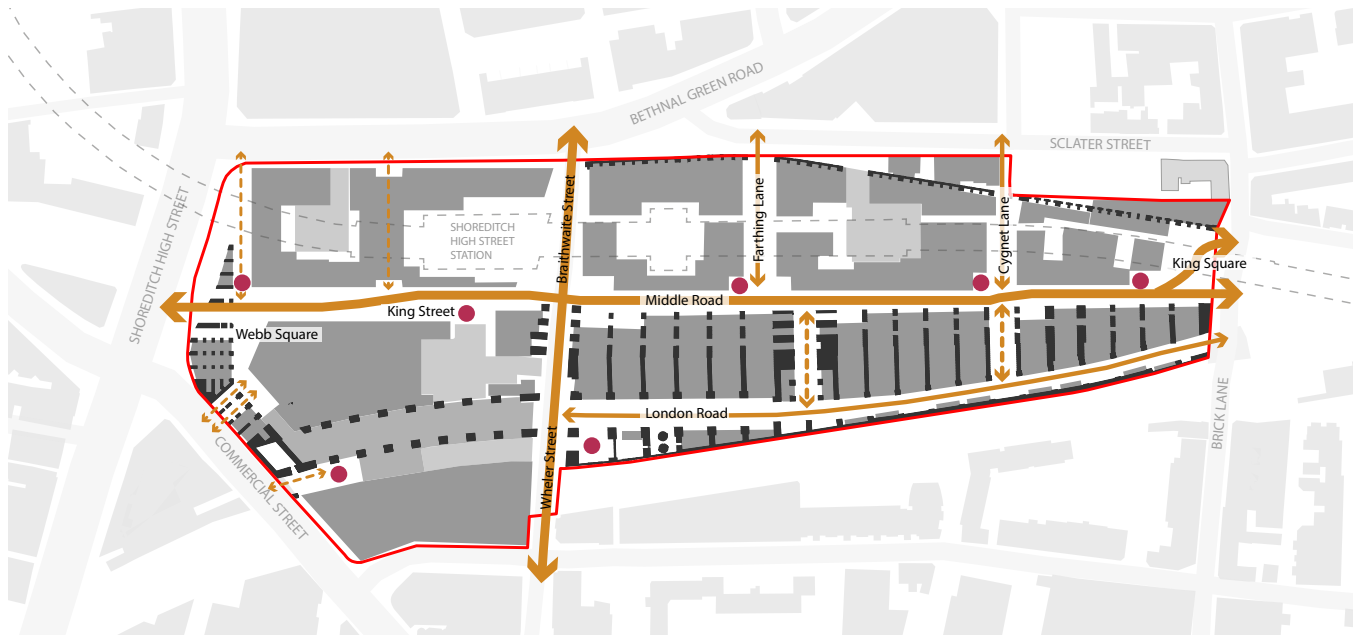 BETHNAL GREEN ROAD
SCLATER STREET
SHOREDITCH HIGH STREET
Braithwaite Street
Farthing Lane
Cygnet Lane
SHOREDITCH
HIGH STREET
STATION
King Square
Middle Road
King Street
Webb Square
London Road
Wheler Street
COMMERCIAL STREET
BRICK LANE